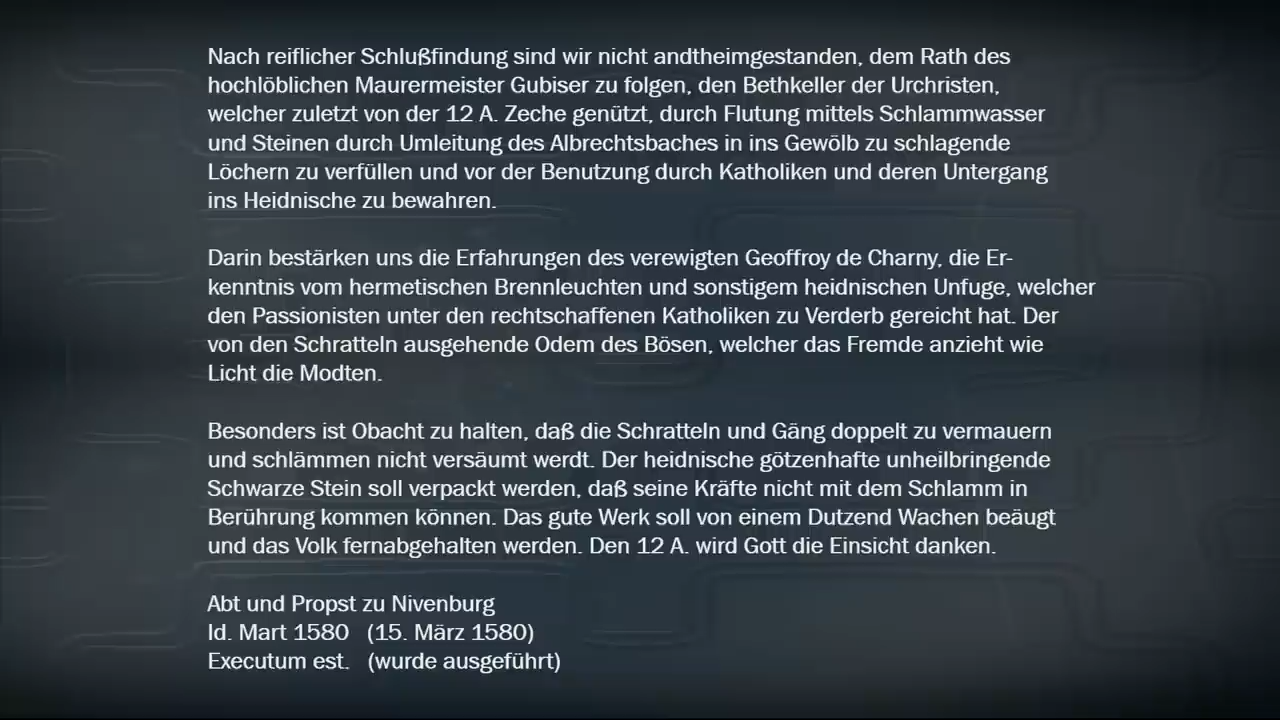 Nach reiflicher Schlußfindung sind wir nicht andtheimgestanden, dem Rath des
hochlöblichen Maurermeister Gubiser zu folgen, den Bethkeller der Urchristen,
welcher zuletzt von der 12 A. Zeche genützt, durch Flutung mittels Schlammwasser
und Steinen durch Umleitung des Albrechtsbaches in ins Gewölb zu schlagende
Löchern zu verfüllen und vor der Benutzung durch Katholiken und deren Untergang
ins Heidnische zu bewahren.
Darin bestärken uns die Erfahrungen des verewigten Geoffroy de Charny, die Er-
kenntnis vom hermetischen Brennleuchten und sonstigem heidnischen Unfuge, welcher
den Passionisten unter den rechtschaffenen Katholiken zu Verderb gereicht hat. Der
von den Schratteln ausgehende Odem des Bösen, welcher das Fremde anzieht wie
Licht die Modten.
Besonders ist Obacht zu halten, daß die Schratteln und Gäng doppelt zu vermauern
und schlämmen nicht versäumt werdt. Der heidnische götzenhafte unheilbringende
Schwarze Stein soll verpackt werden, daß seine Kräfte nicht mit dem Schlamm in
Berührung kommen können. Das gute Werk soll von einem Dutzend Wachen beäugt
und das Volk fernabgehalten werden. Den 12 A. wird Gott die Einsicht danken.
Abt und Propst zu Nivenburg
Id. Mart 1580 (15. März 1580)
Executum est. (wurde ausgeführt)